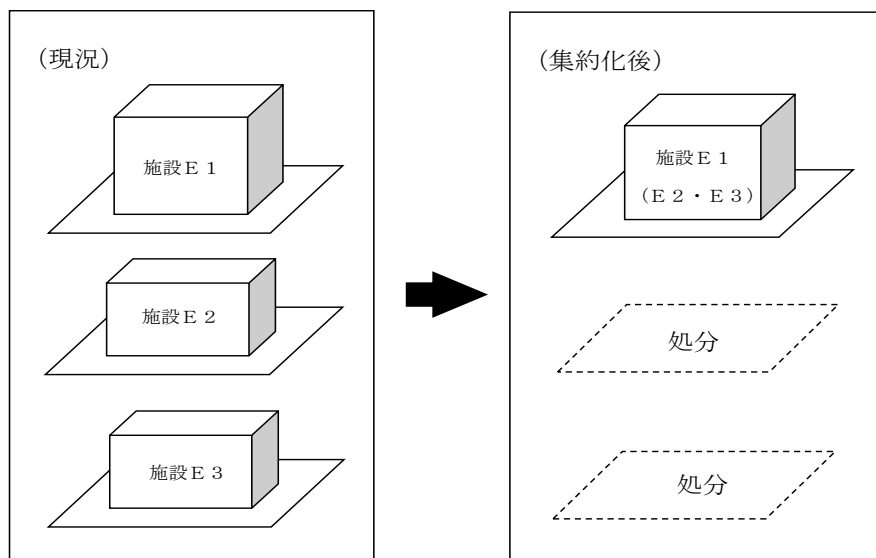 (現況)
施設E1
施設E2
施設E3
(集約化後)
施設E1
(E2・E3)
処分
処分